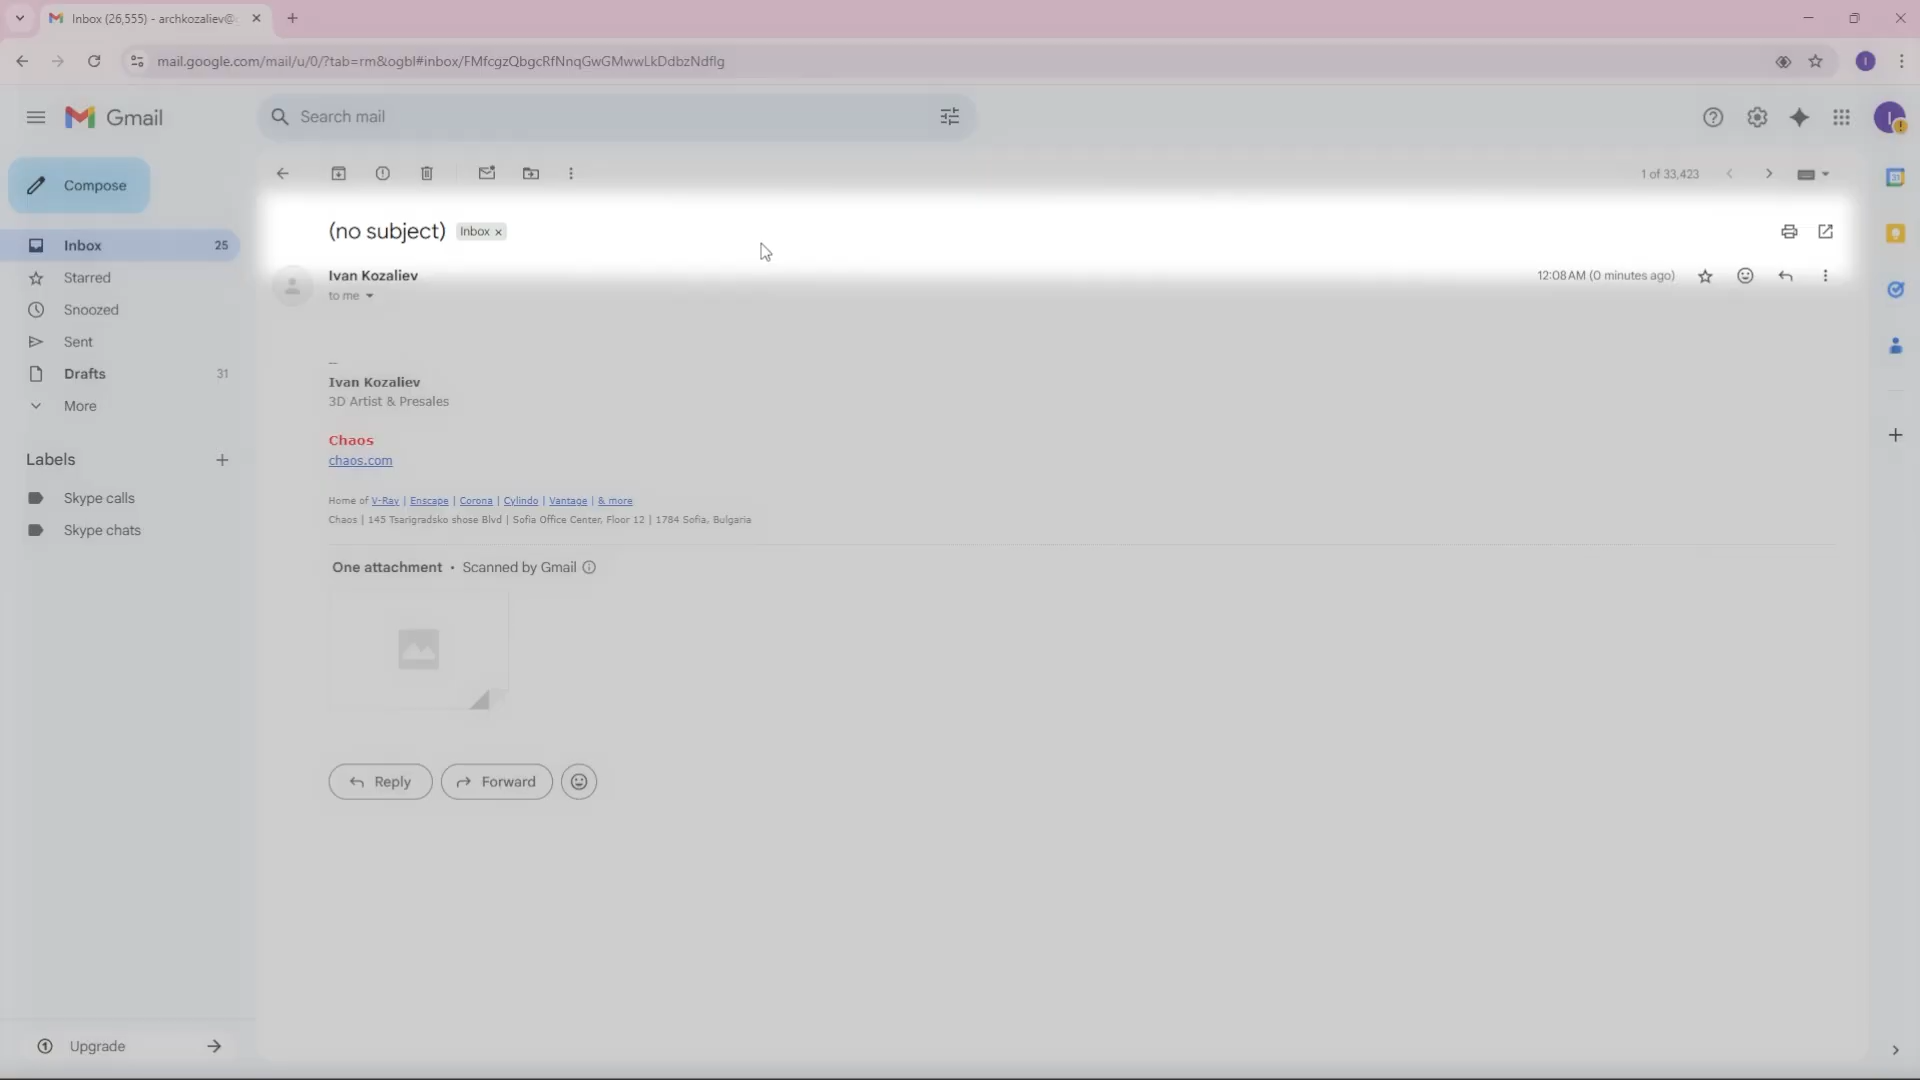 Inbox (26,555) - archkozaliev@
mail.google.com/mail/u/0/?tab=rm&ogbl#inbox/FMfcgzQbgcRfNnqGwGMwwLkDdbzNdflg
I
Gmail
Search mail
I
Compose
1 of 33,423
31
(no subject) Inbox x
Inbox 25
Ivan Kozaliev
12:08 AM (0 minutes ago)
to me
Starred
Snoozed
Sent
Drafts 31
More
--
Ivan Kozaliev
3D Artist & Presales
Chaos
chaos.com
Labels
Skype calls
Skype chats
Home of V-Ray | Enscape | Corona | Cylindo | Vantage | & more
Chaos | 145 Tsarigradsko shose Blvd | Sofia Office Center, Floor 12 | 1784 Sofia, Bulgaria
One attachment • Scanned by Gmail
Reply
Forward
Upgrade